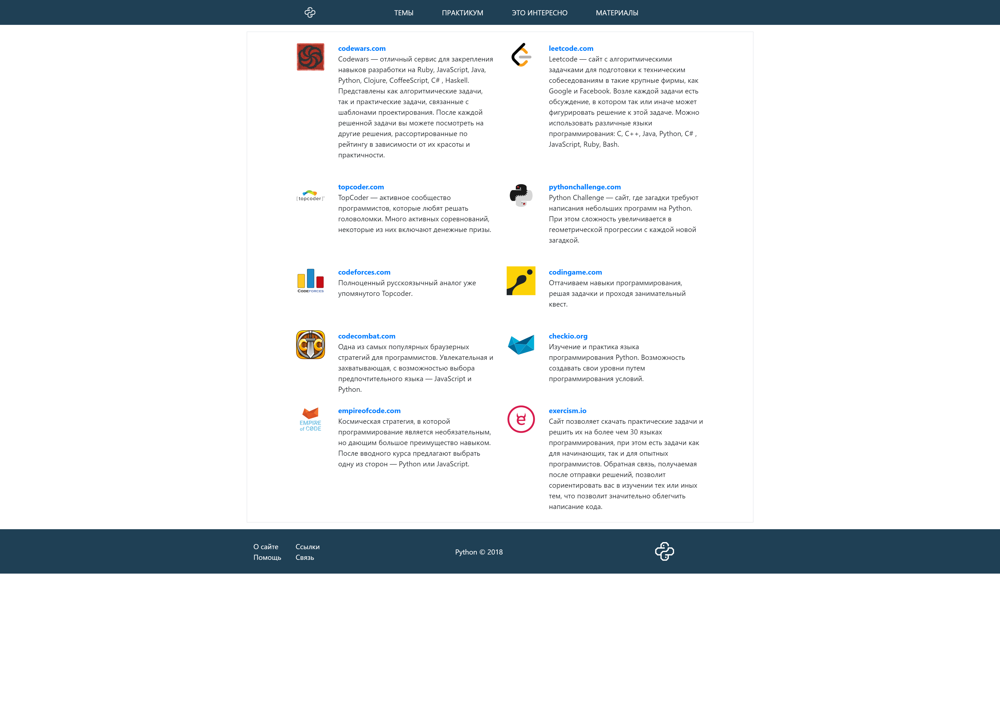 ТЕМЫ ПРАКТИКУМ ЭТО ИНТЕРЕСНО МАТЕРИАЛЫ
codewars.com
Codewars — отличный сервис для закрепления
навыков разработки на Ruby, JavaScript, Java,
Python, Clojure, CoffeeScript, C# , Haskell.
Представлены как алгоритмические задачи,
так и практические задачи, связанные с
шаблонами проектирования. После каждой
решенной задачи вы можете посмотреть на
другие решения, рассортированные по
рейтингу в зависимости от их красоты и
практичности.
leetcode.com
Leetcode — сайт с алгоритмическими
задачками для подготовки к техническим
собеседованиям в такие крупные фирмы, как
Google и Facebook. Возле каждой задачи есть
обсуждение, в котором так или иначе может
фигурировать решение к этой задаче. Можно
использовать различные языки
программирования: C, C++, Java, Python, C# ,
JavaScript, Ruby, Bash.
[topcoder]™
topcoder.com
TopCoder — активное сообщество
программистов, которые любят решать
головоломки. Много активных соревнований,
некоторые из них включают денежные призы.
pythonchallenge.com
Python Challenge — сайт, где загадки требуют
написания небольших программ на Python.
При этом сложность увеличивается в
геометрической прогрессии с каждой новой
загадкой.
CODEFORCES
codeforces.com
Полноценный русскоязычный аналог уже
упомянутого Topcoder.
codingame.com
Оттачиваем навыки программирования,
решая задачки и проходя занимательный
квест.
CC
codecombat.com
Одна из самых популярных браузерных
стратегий для программистов. Увлекательная и
захватывающая, с возможностью выбора
предпочтительного языка — JavaScript и
Python.
checkio.org
Изучение и практика языка
программирования Python. Возможность
создавать свои уровни путем
программирования условий.
EMPIRE
of CODE
empireofcode.com
Космическая стратегия, в которой
программирование является необязательным,
но дающим большое преимущество навыком.
После вводного курса предлагают выбрать
одну из сторон — Python или JavaScript.
e
exercism.io
Сайт позволяет скачать практические задачи и
решить их на более чем 30 языках
программирования, при этом есть задачи как
для начинающих, так и для опытных
программистов. Обратная связь, получаемая
после отправки решений, позволит
сориентировать вас в изучении тех или иных
тем, что позволит значительно облегчить
написание кода.
О сайте Ссылки
Помощь Связь
Python © 2018